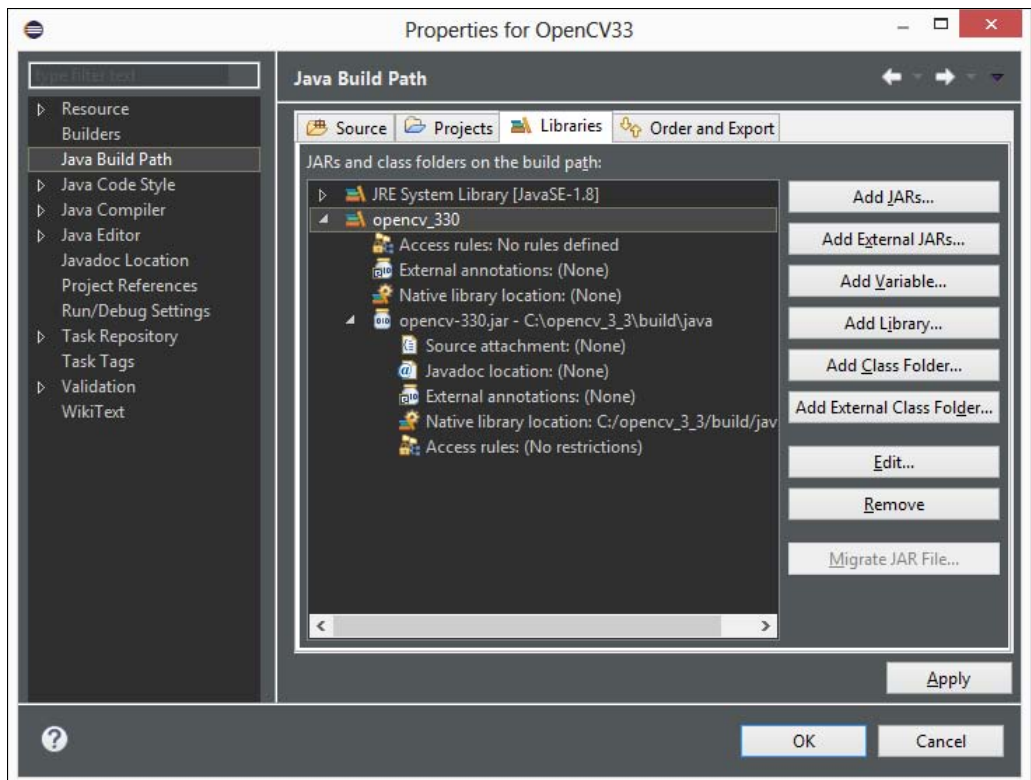 Properties for OpenCV33
type filter text
Resource
Builders
Java Build Path
Java Code Style
Java Compiler
Java Editor
Javadoc Location
Project References
Run/Debug Settings
Task Repository
Task Tags
Validation
WikiText
Java Build Path
Source
Projects
Libraries
Order and Export
JARs and class folders on the build path:
JRE System Library [JavaSE-1.8]
opencv_330
Access rules: No rules defined
External annotations: (None)
Native library location: (None)
opencv-330.jar - C:\opencv_3_3\build\java
Source attachment: (None)
Javadoc location: (None)
External annotations: (None)
Native library location: C:/opencv_3_3/build/jav
Access rules: (No restrictions)
Add JARs...
Add External JARs...
Add Variable...
Add Library...
Add Class Folder...
Add External Class Folder...
Edit...
Remove
Migrate JAR File...
Apply
OK
Cancel